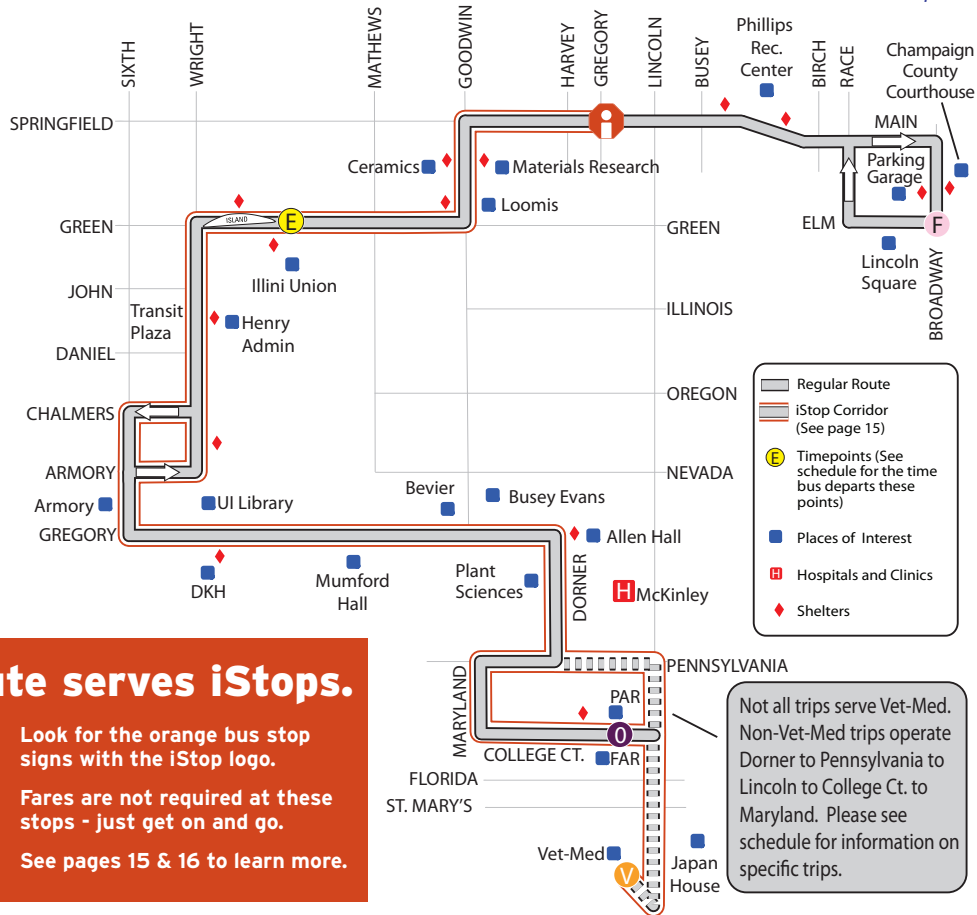 SIXTH
WRIGHT
MATHEWS
GOODWIN
HARVEY
GREGORY
LINCOLN
BUSEY
Phillips
Rec.
Center
BIRCH
RACE
Champaign
County
Courthouse
SPRINGFIELD
i
MAIN
Ceramics
Materials Research
Parking
Garage
Loomis
GREEN
ISLAND
E
GREEN
ELM
F
Illini Union
Lincoln
Square
BROADWAY
JOHN
Transit
Plaza
Henry
Admin
ILLINOIS
DANIEL
CHALMERS
OREGON
ARMORY
NEVADA
Armory
UI Library
Bevier
Busey Evans
GREGORY
Allen Hall
DKH
Mumford
Hall
Plant
Sciences
DORNER
H McKinley
Regular Route
iStop Corridor
(See page 15)
E
Timepoints (See
schedule for the time
bus departs these
points)
Places of Interest
H Hospitals and Clinics
Shelters
PENNSYLVANIA
MARYLAND
PAR
O
COLLEGE CT.
FAR
FLORIDA
ST. MARY'S
Vet-Med
V
Japan
House
ute serves iStops.
Look for the orange bus stop
signs with the iStop logo.
Fares are not required at these
stops - just get on and go.
See pages 15 & 16 to learn more.
Not all trips serve Vet-Med.
Non-Vet-Med trips operate
Dorner to Pennsylvania to
Lincoln to College Ct. to
Maryland. Please see
schedule for information on
specific trips.